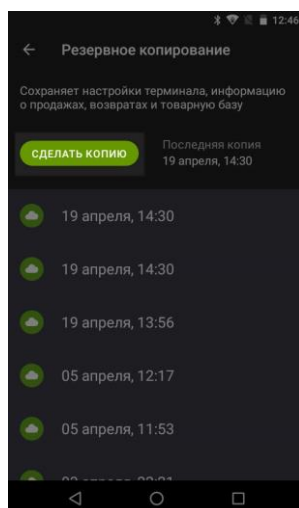 12:46
Резервное копирование
Сохраняет настройки терминала, информацию
о продажах, возвратах и товарную базу
СДЕЛАТЬ КОПИЮ
Последняя копия
19 апреля, 14:30
19 апреля, 14:30
19 апреля, 14:30
19 апреля, 13:56
05 апреля, 12:17
05 апреля, 11:53